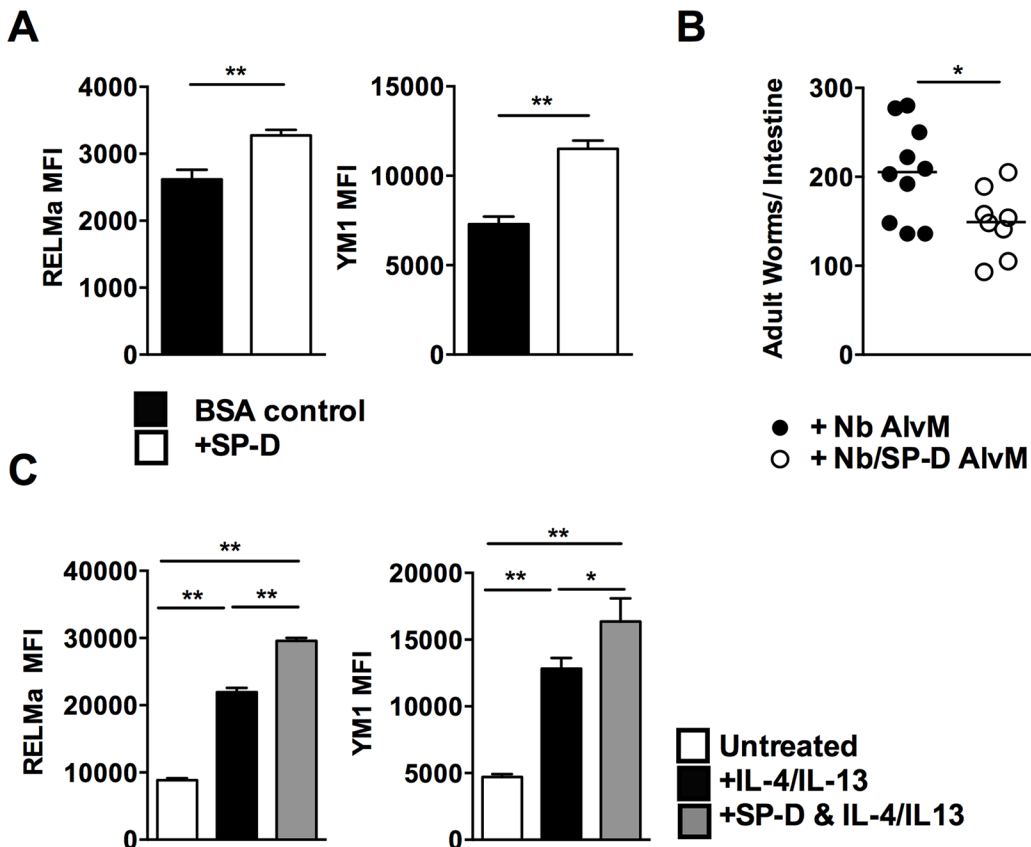 A
RELMa MFI
4000
3000
2000
1000
0
**
YM1 MFI
15000
10000
5000
0
**
BSA control
+SP-D
B
Adult Worms/ Intestine
300
200
100
0
*
+ Nb AlvM
+ Nb/SP-D AlvM
C
RELMa MFI
40000
30000
20000
10000
0
**
**
**
YM1 MFI
20000
15000
10000
5000
0
**
**
*
Untreated
+IL-4/IL-13
+SP-D & IL-4/IL13